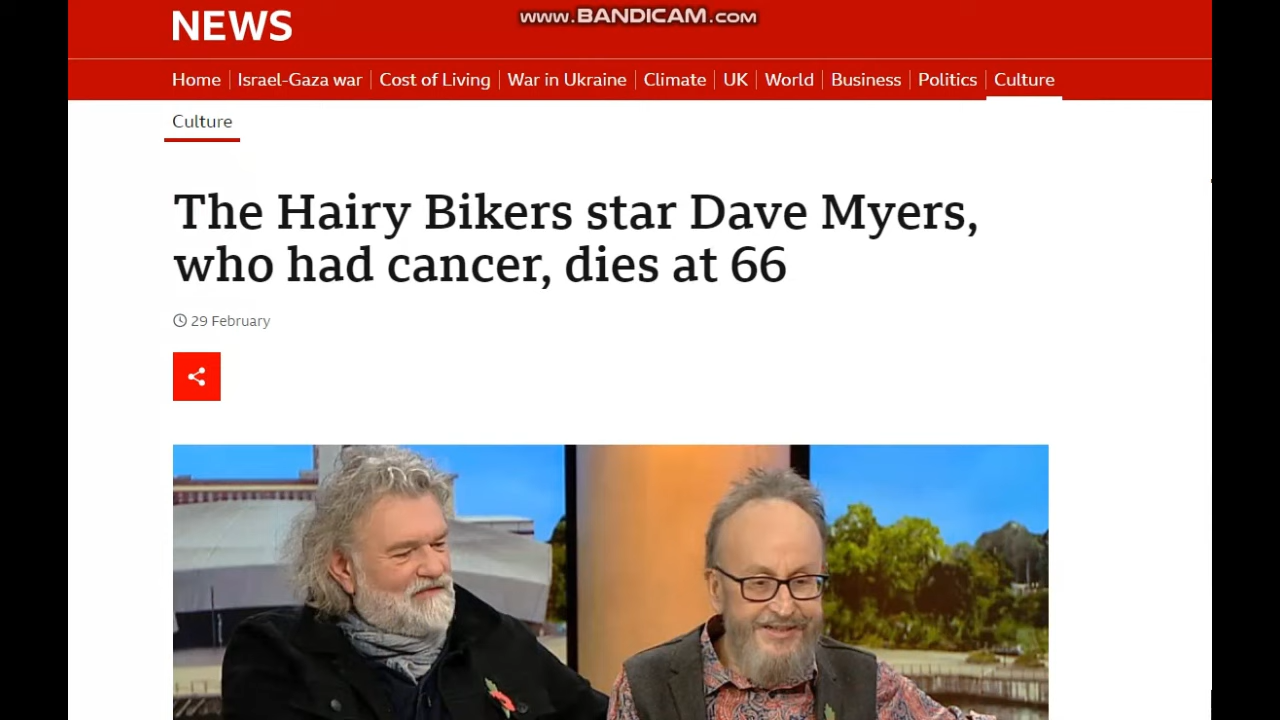 www.BANDICAM.com
NEWS
Home Israel-Gaza war Cost of Living War in Ukraine Climate UK World Business Politics Culture
Culture
The Hairy Bikers star Dave Myers,
who had cancer, dies at 66
29 February